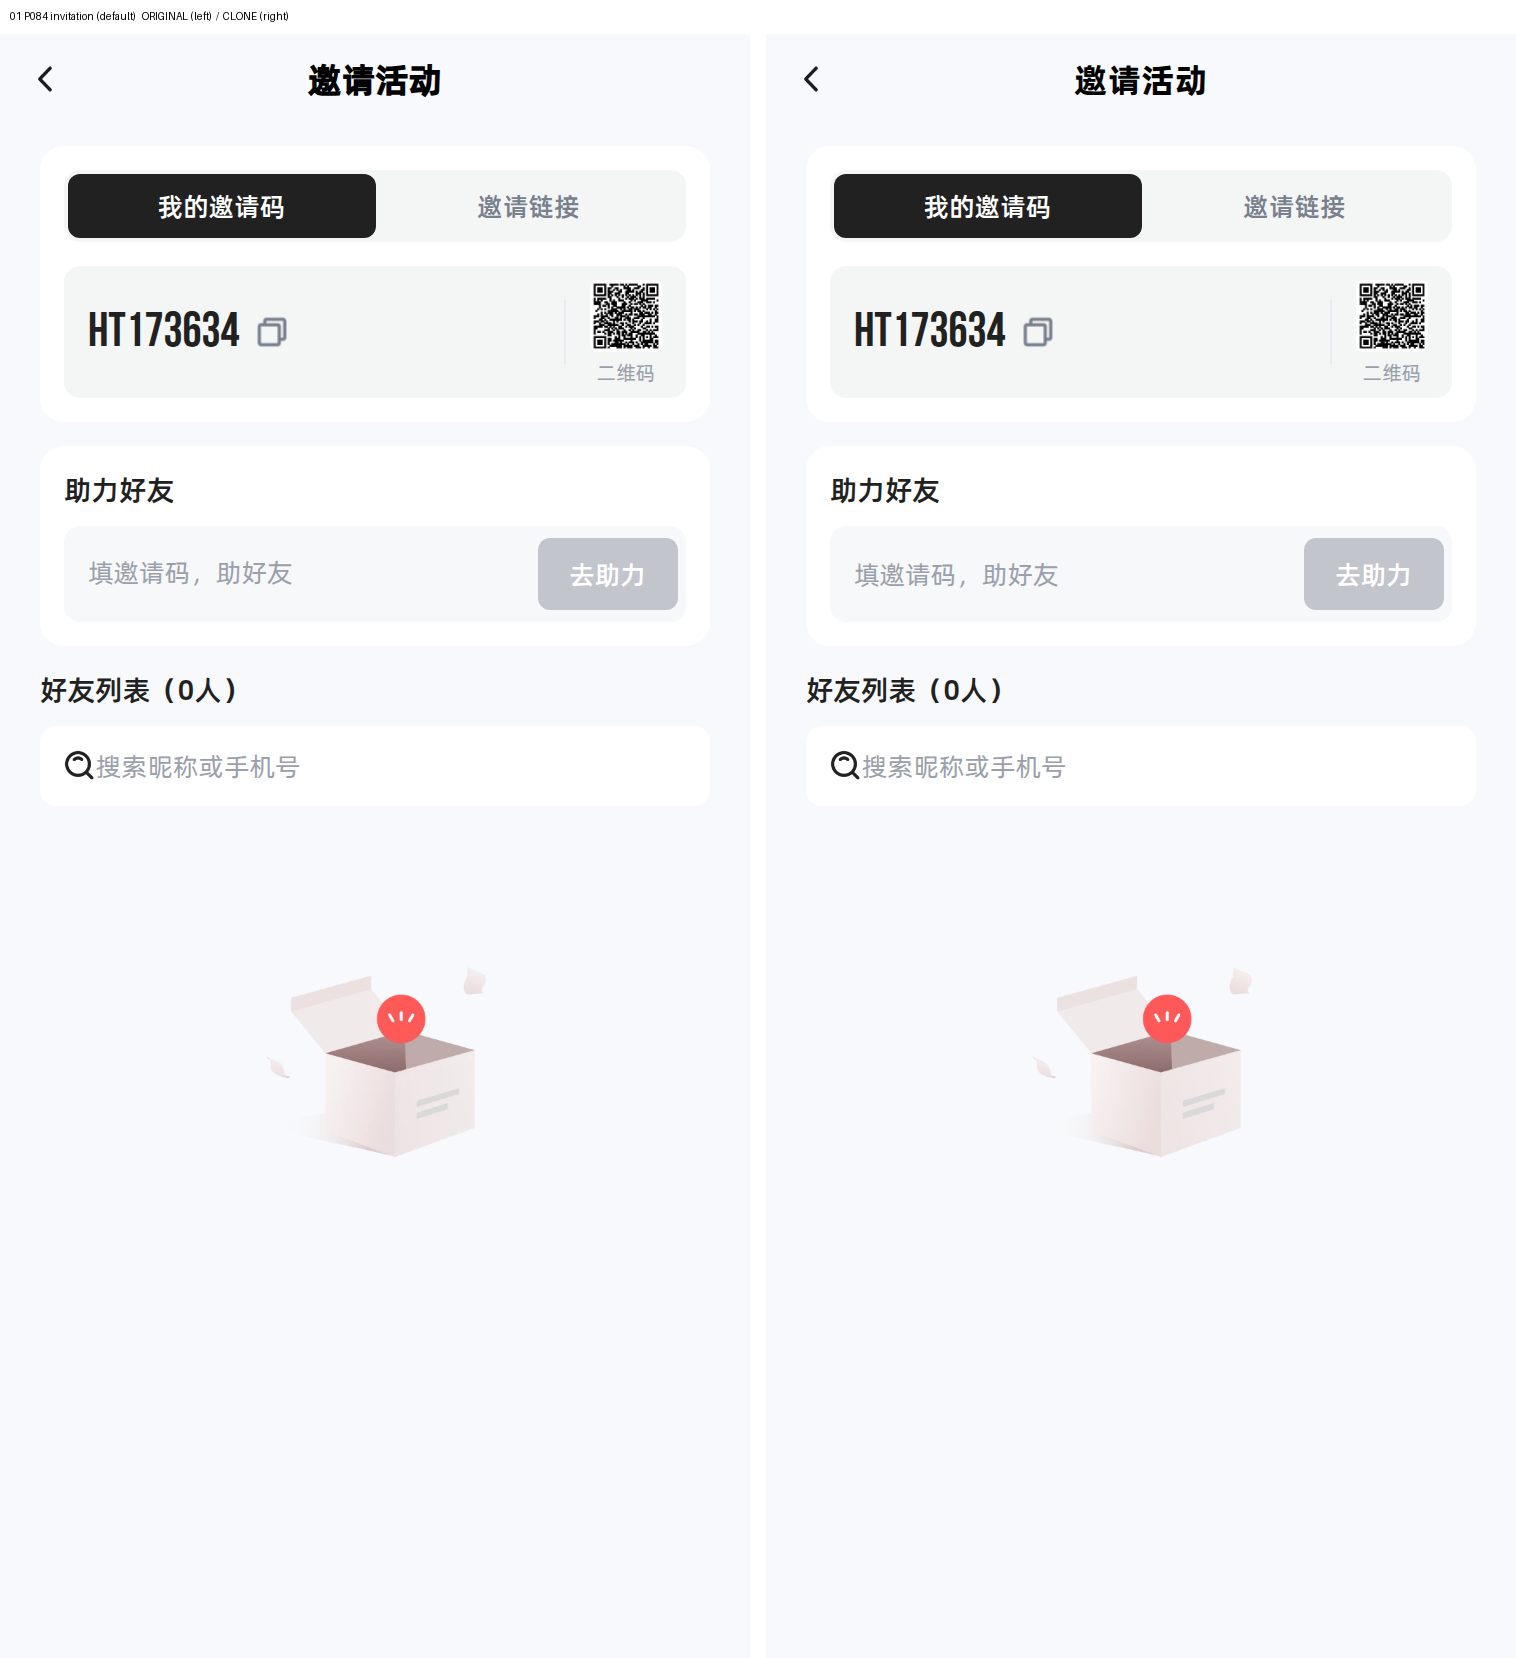 01 P084 invitation (default) ORIGINAL (left) / CLONE (right)
邀请活动
我的邀请码 邀请链接
HT173634
二维码
助力好友
填邀请码，助好友 去助力
好友列表（0人）
搜索昵称或手机号
邀请活动
我的邀请码 邀请链接
HT173634
二维码
助力好友
填邀请码，助好友 去助力
好友列表（0人）
搜索昵称或手机号